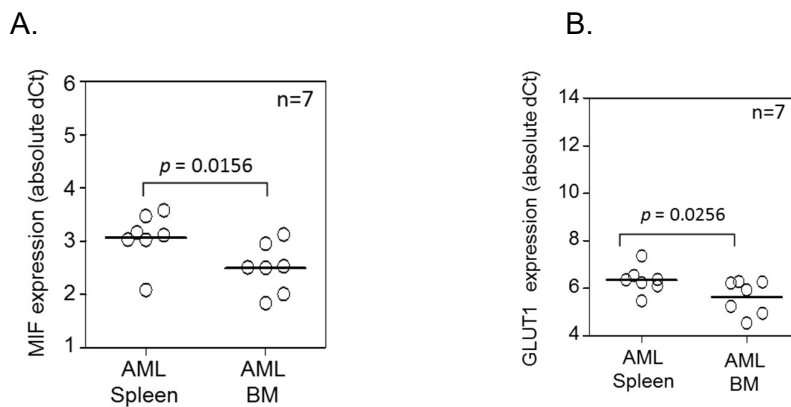 A.
MIF expression (absolute dCt)
6
5
4
3
2
1
n=7
p = 0.0156
AML
Spleen
AML
BM
B.
GLUT1 expression (absolute dCt)
14
12
10
8
6
4
n=7
p = 0.0256
AML
Spleen
AML
BM